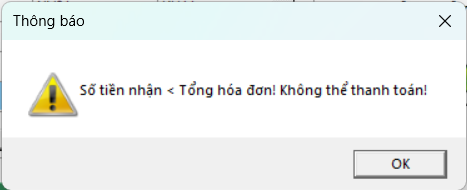 Thông báo
Số tiền nhận < Tổng hóa đơn! Không thể thanh toán!
OK